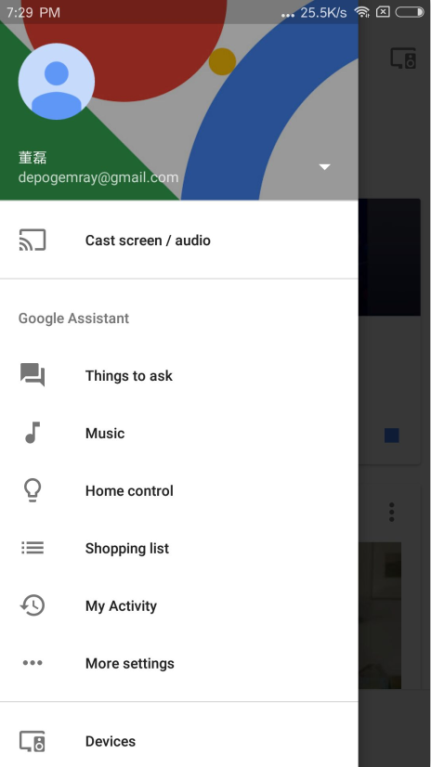 7:29 PM
... 25.5K/s
董磊
depogemray@gmail.com
Cast screen / audio
Google Assistant
Things to ask
Music
Home control
Shopping list
My Activity
More settings
Devices